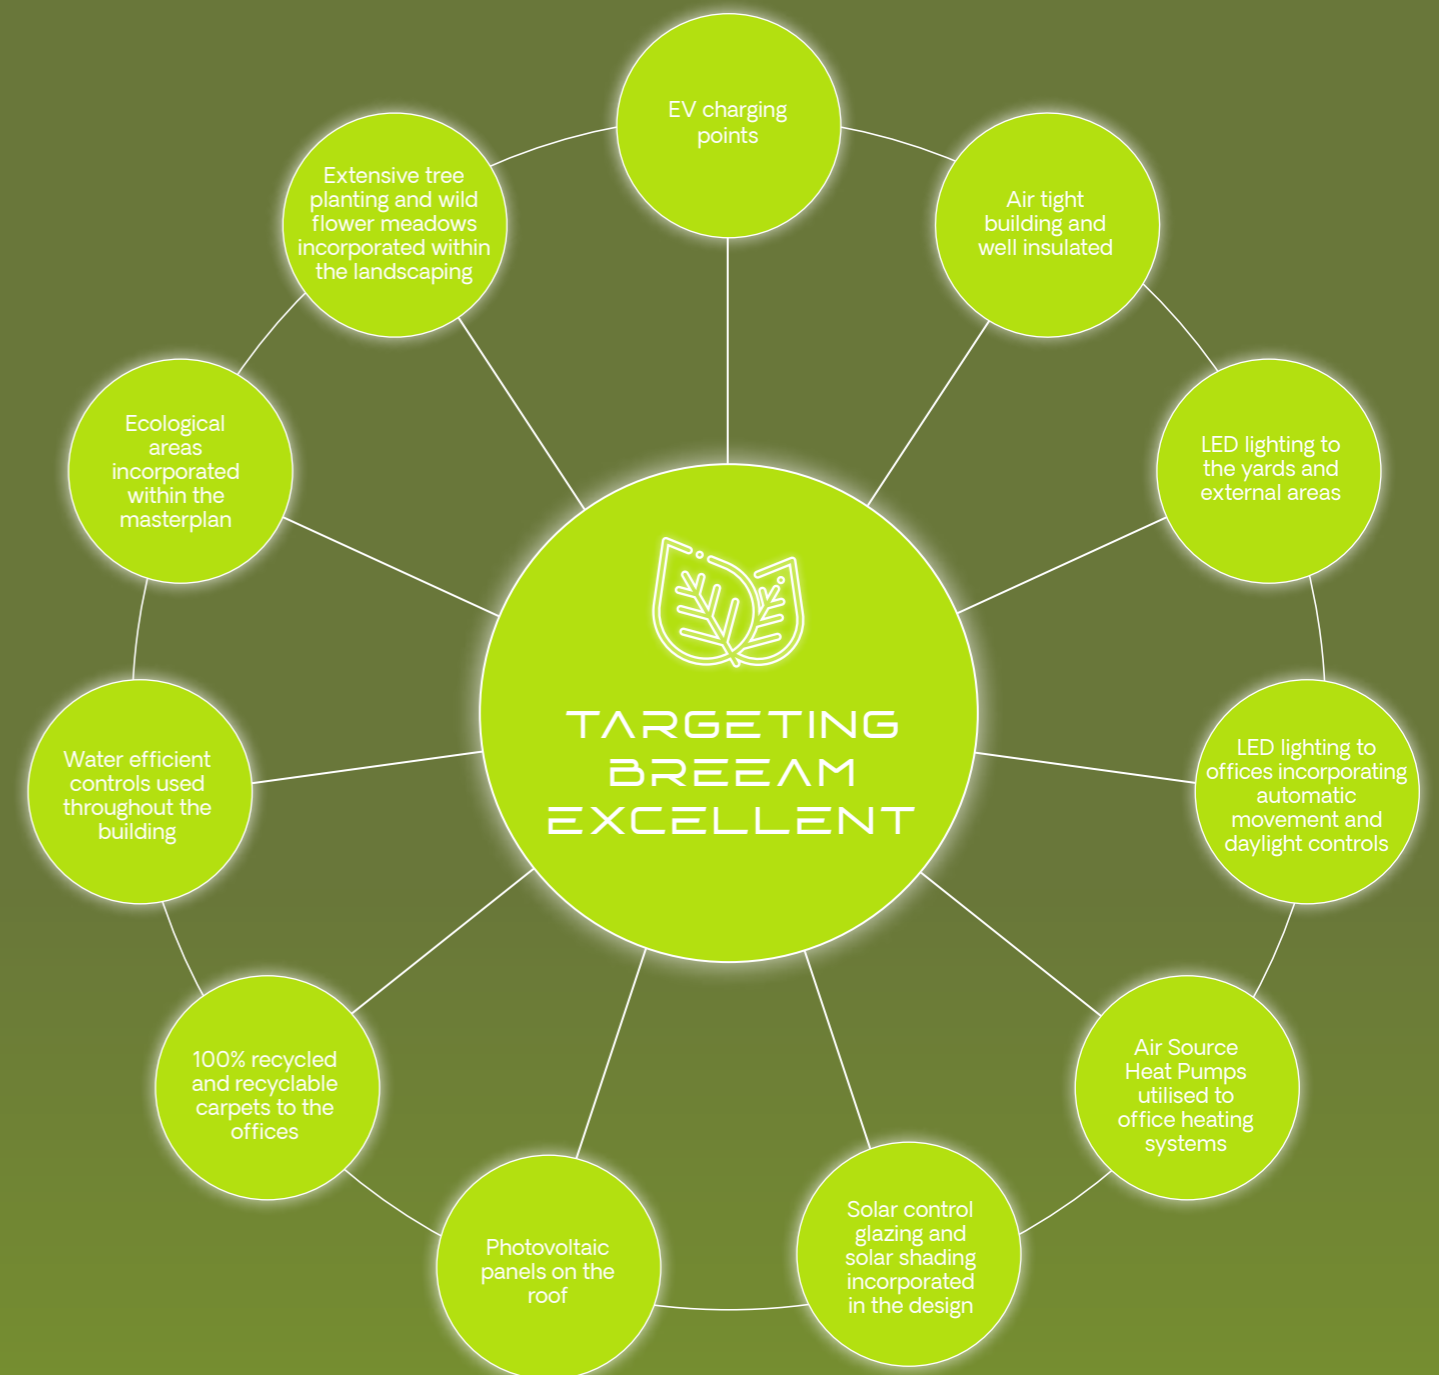 EV charging
points
Air tight
building and
well insulated
LED lighting to
the yards and
external areas
LED lighting to
offices incorporating
automatic
movement and
daylight controls
Air Source
Heat Pumps
utilised to
office heating
systems
Solar control
glazing and
solar shading
incorporated
in the design
Photovoltaic
panels on the
roof
100% recycled
and recyclable
carpets to the
offices
Water efficient
controls used
throughout the
building
Ecological
areas
incorporated
within the
masterplan
Extensive tree
planting and wild
flower meadows
incorporated within
the landscaping
TARGETING
BREEAM
EXCELLENT